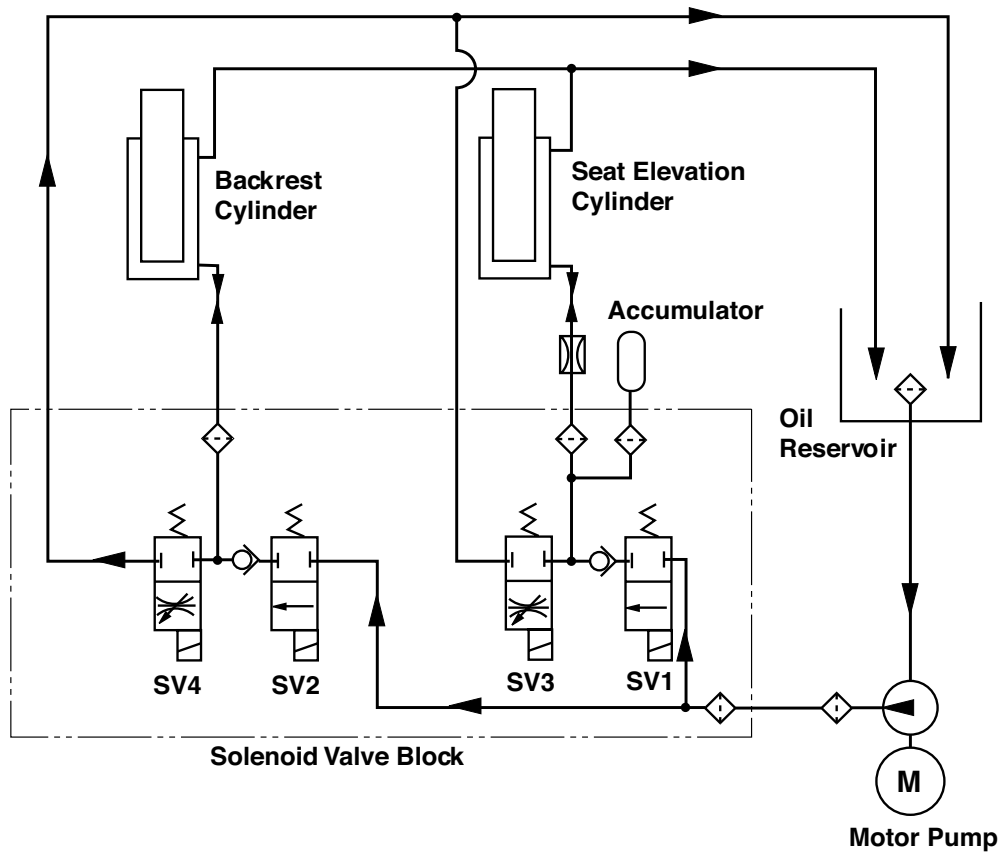 Backrest
Cylinder
Seat Elevation
Cylinder
Accumulator
Oil
Reservoir
SV4
SV2
SV3
SV1
Solenoid Valve Block
M
Motor Pump